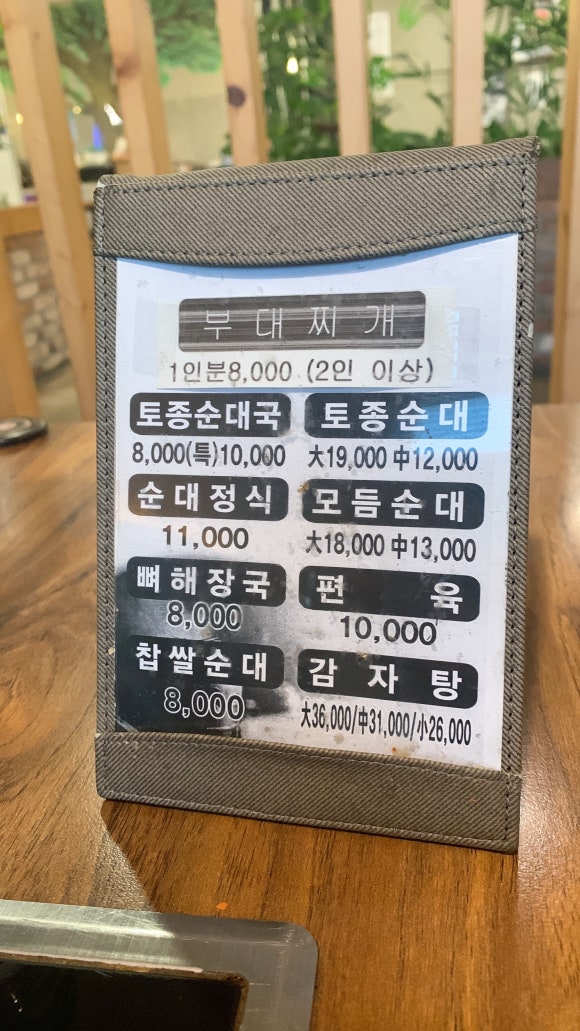 부대찌개
1인분8,000 (2인 이상)
토종순대국
8,000(특)10,000
토종순대
大19,000 中12,000
순대정식
11,000
모듬순대
大18,000 中13,000
뼈해장국
8,000
편육
10,000
찹쌀순대
8,000
감자탕
大36,000/中31,000/小26,000